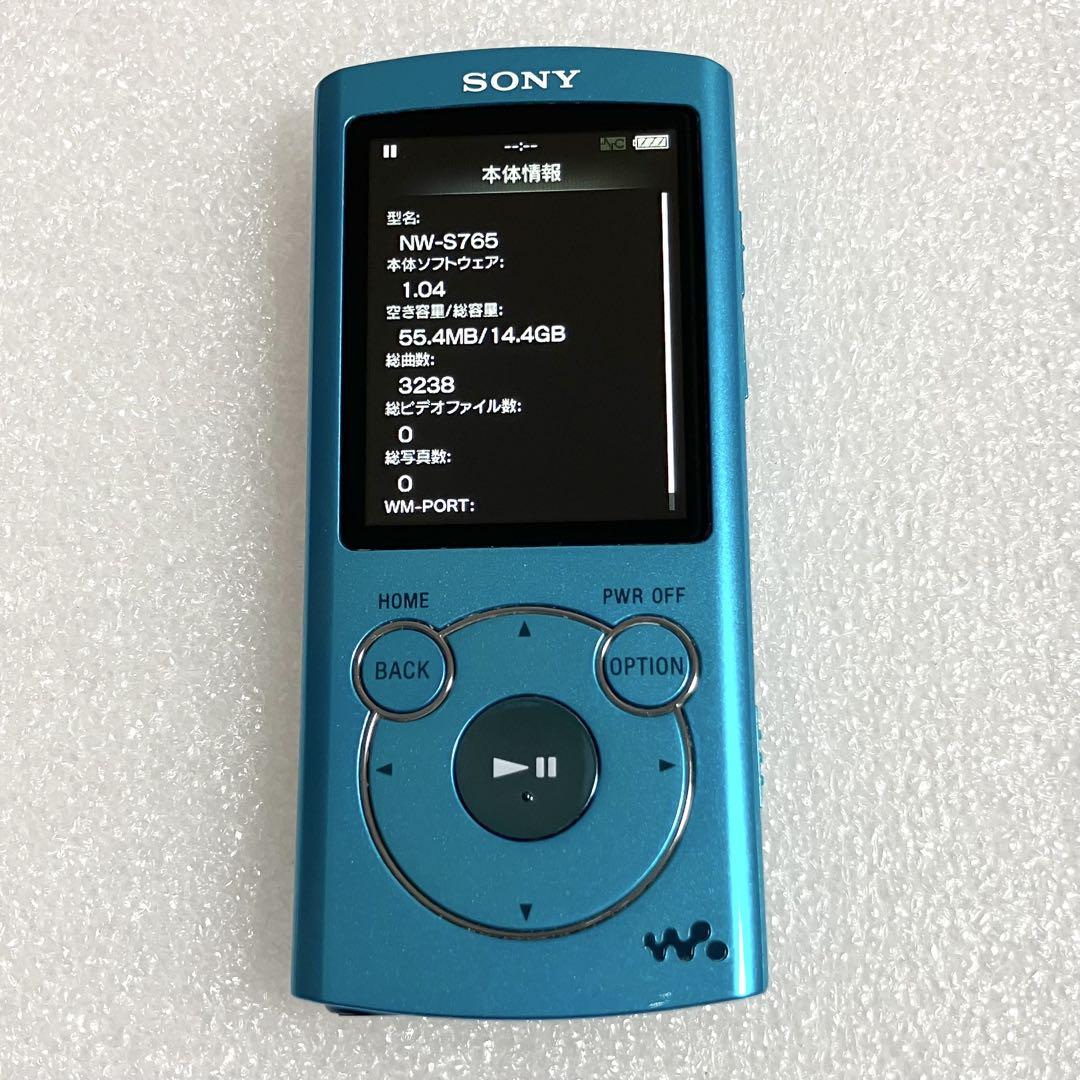 SONY
--:--
本体情報
型名:
NW-S765
本体ソフトウェア:
1.04
空き容量/総容量:
55.4MB/14.4GB
総曲数:
3238
総ビデオファイル数:
0
総写真数:
0
WM-PORT:
HOME
PWR OFF
BACK
OPTION